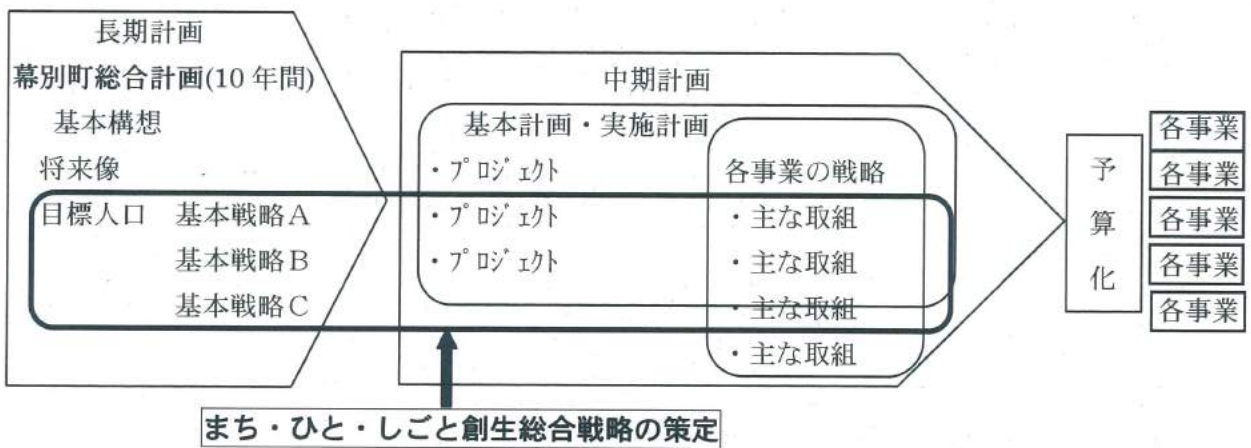 長期計画
幕別町総合計画(10年間)
基本構想
将来像
目標人口 基本戦略A
基本戦略B
基本戦略C
中期計画
基本計画・実施計画
・プロジェクト
・プロジェクト
・プロジェクト
各事業の戦略
・主な取組
・主な取組
・主な取組
・主な取組
予算化
各事業
各事業
各事業
各事業
各事業
まち・ひと・しごと創生総合戦略の策定